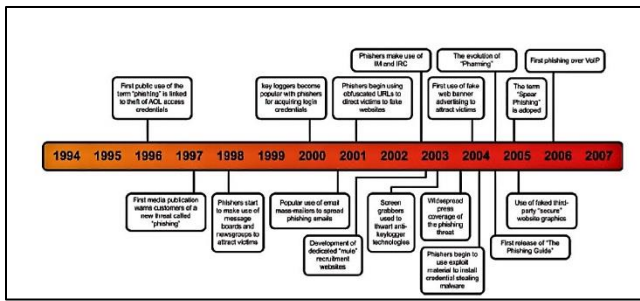 Phishers make use of
IM and IRC
The evolution of
"Pharming"
First phishing over VoIP
First public use of the
term "phishing" is linked
to theft of AOL access
credentials
key loggers become
popular with phishers
for acquiring login
credentials
Phishers begin using
obfuscated URLs to
direct victims to fake
websites
First use of fake
web banner
advertising to
attract victims
The term
"Spear
Phishing"
is adoped
1994 1995 1996 1997 1998 1999 2000 2001 2002 2003 2004 2005 2006 2007
First media publication
warns customers of a
new threat called
"phishing"
Phishers start
to make use of
message
boards and
newsgroups to
attract victims
Popular use of email
mass-mailers to spread
phishing emails
Development of
dedicated "mule"
recruitment
websites
Screen
grabbers
used to
thwart anti-
keylogger
technologies
Widespread
press
coverage of
the phishing
threat
Phishers begin to
use exploit
material to install
credential stealing
malware
Use of faked third-
party "secure"
website graphics
First release of "The
Phishing Guide"